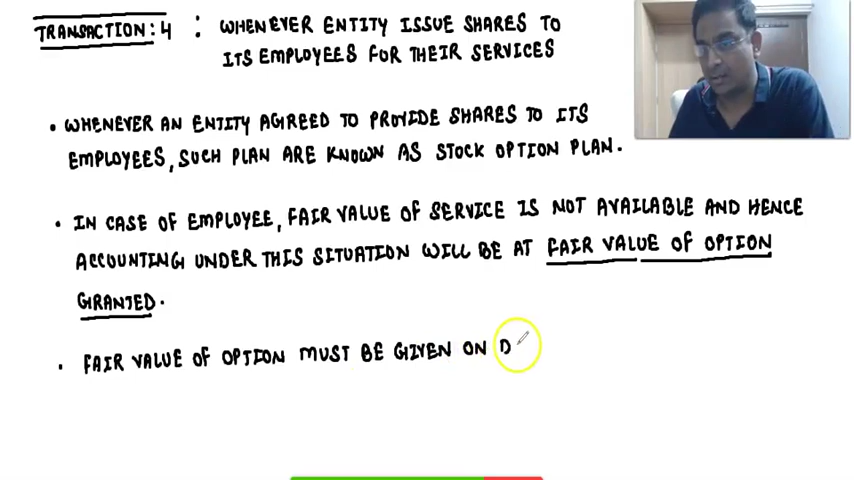 TRANSACTION: 4 : WHENEVER ENTITY ISSUE SHARES TO
ITS EMPLOYEES FOR THEIR SERVICES
• WHENEVER AN ENTITY AGREED TO PROVIDE SHARES TO ITS
EMPLOYEES, SUCH PLAN ARE KNOWN AS STOCK OPTION PLAN.
• IN CASE OF EMPLOYEE, FAIR VALUE OF SERVICE IS NOT AVAILABLE AND HENCE
ACCOUNTING UNDER THIS SITUATION WILL BE AT FAIR VALUE OF OPTION
GRANTED.
• FAIR VALUE OF OPTION MUST BE GIVEN ON D